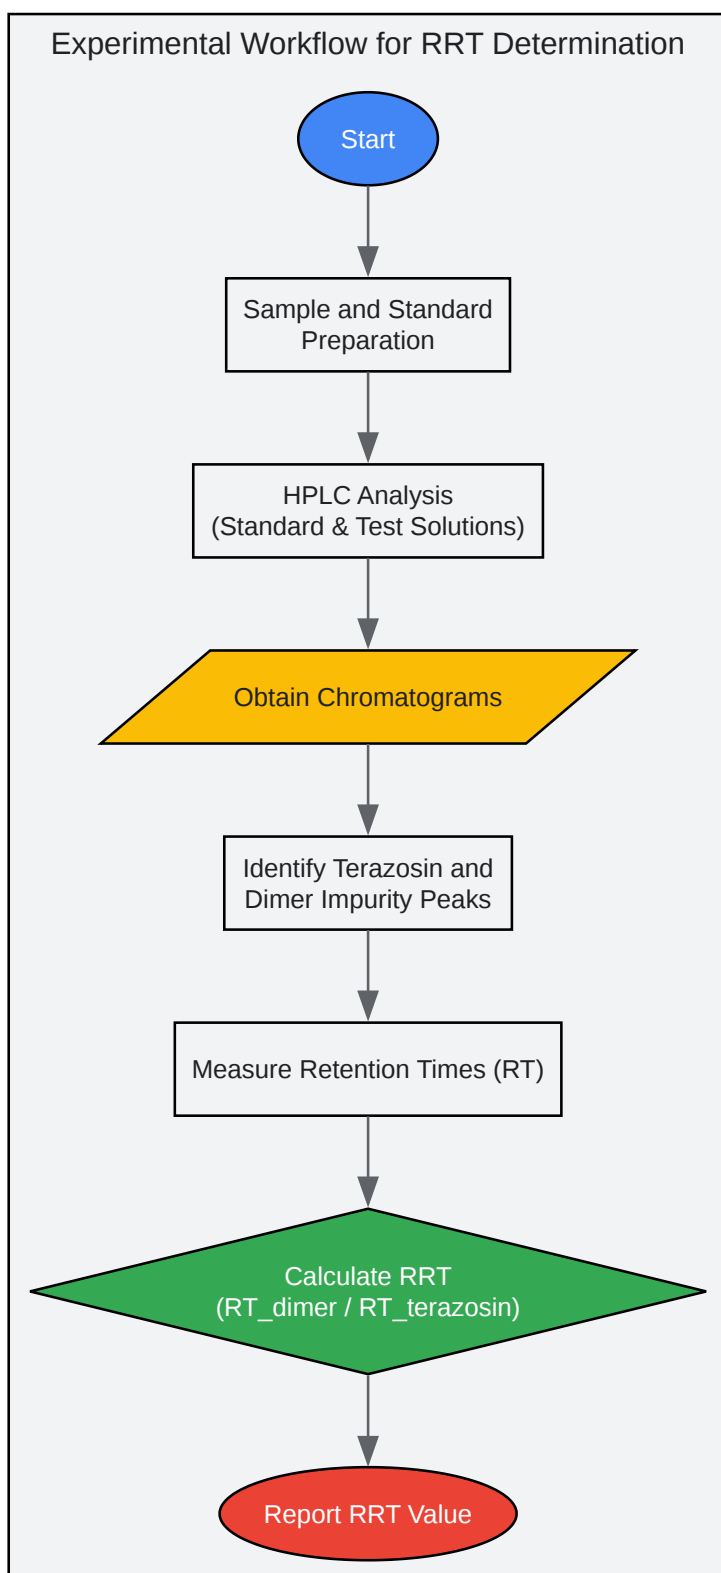 Experimental Workflow for RRT Determination
Start
Sample and Standard
Preparation
HPLC Analysis
(Standard & Test Solutions)
Obtain Chromatograms
Identify Terazosin and
Dimer Impurity Peaks
Measure Retention Times (RT)
Calculate RRT
(RT_dimer / RT_terazosin)
Report RRT Value